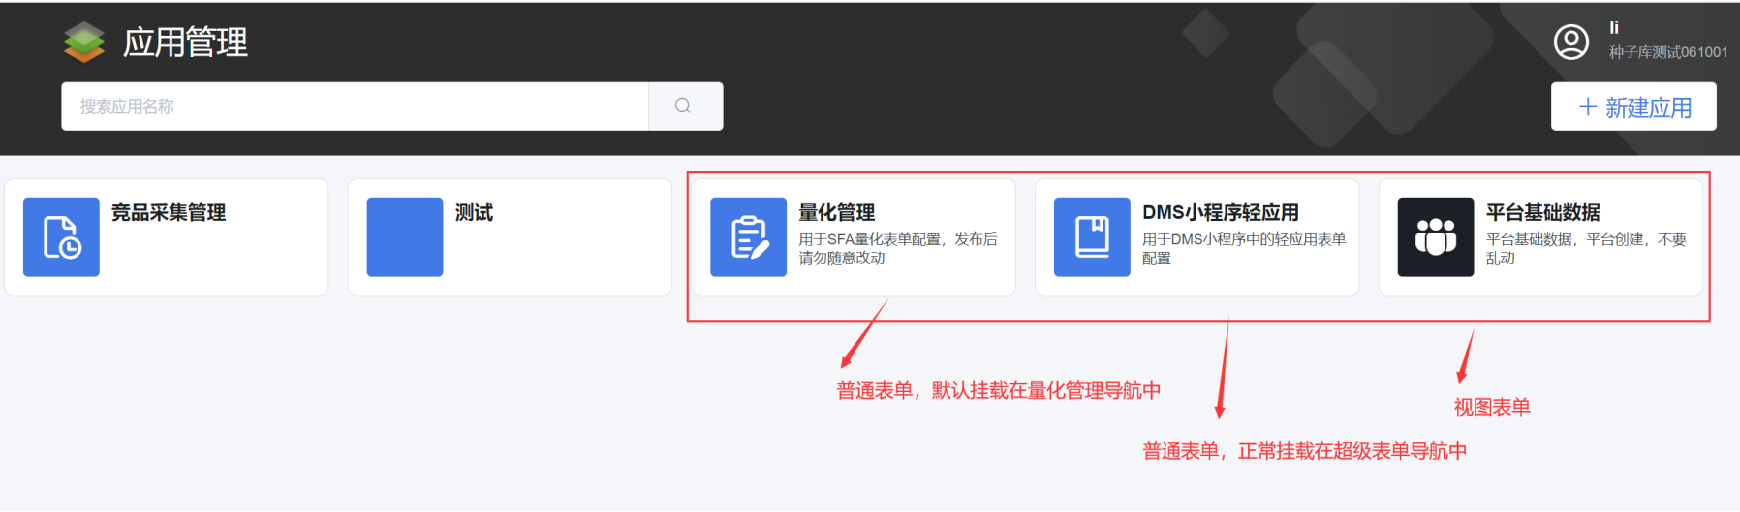 应用管理
li
种子库测试061001
搜索应用名称
新建应用
竞品采集管理
测试
量化管理
用于SFA量化表单配置，发布后
请勿随意改动
DMS小程序轻应用
用于DMS小程序中的轻应用表单
配置
平台基础数据
平台基础数据，平台创建，不要
乱动
普通表单，默认挂载在量化管理导航中
视图表单
普通表单，正常挂载在超级表单导航中